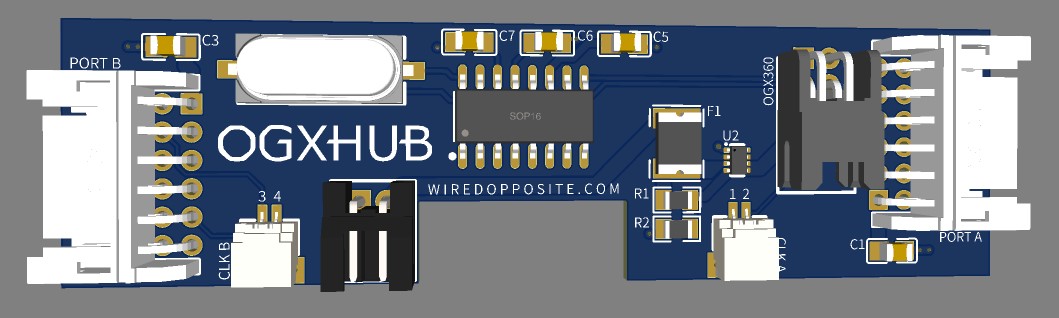 C3
C7
C6
C5
PORT B
OGX360
SOP16
F1
OGXHUB
U2
WIREDOPPOSITE.COM
R1
3 4
1 2
R2
CLK B
CLK A
C1
PORT A